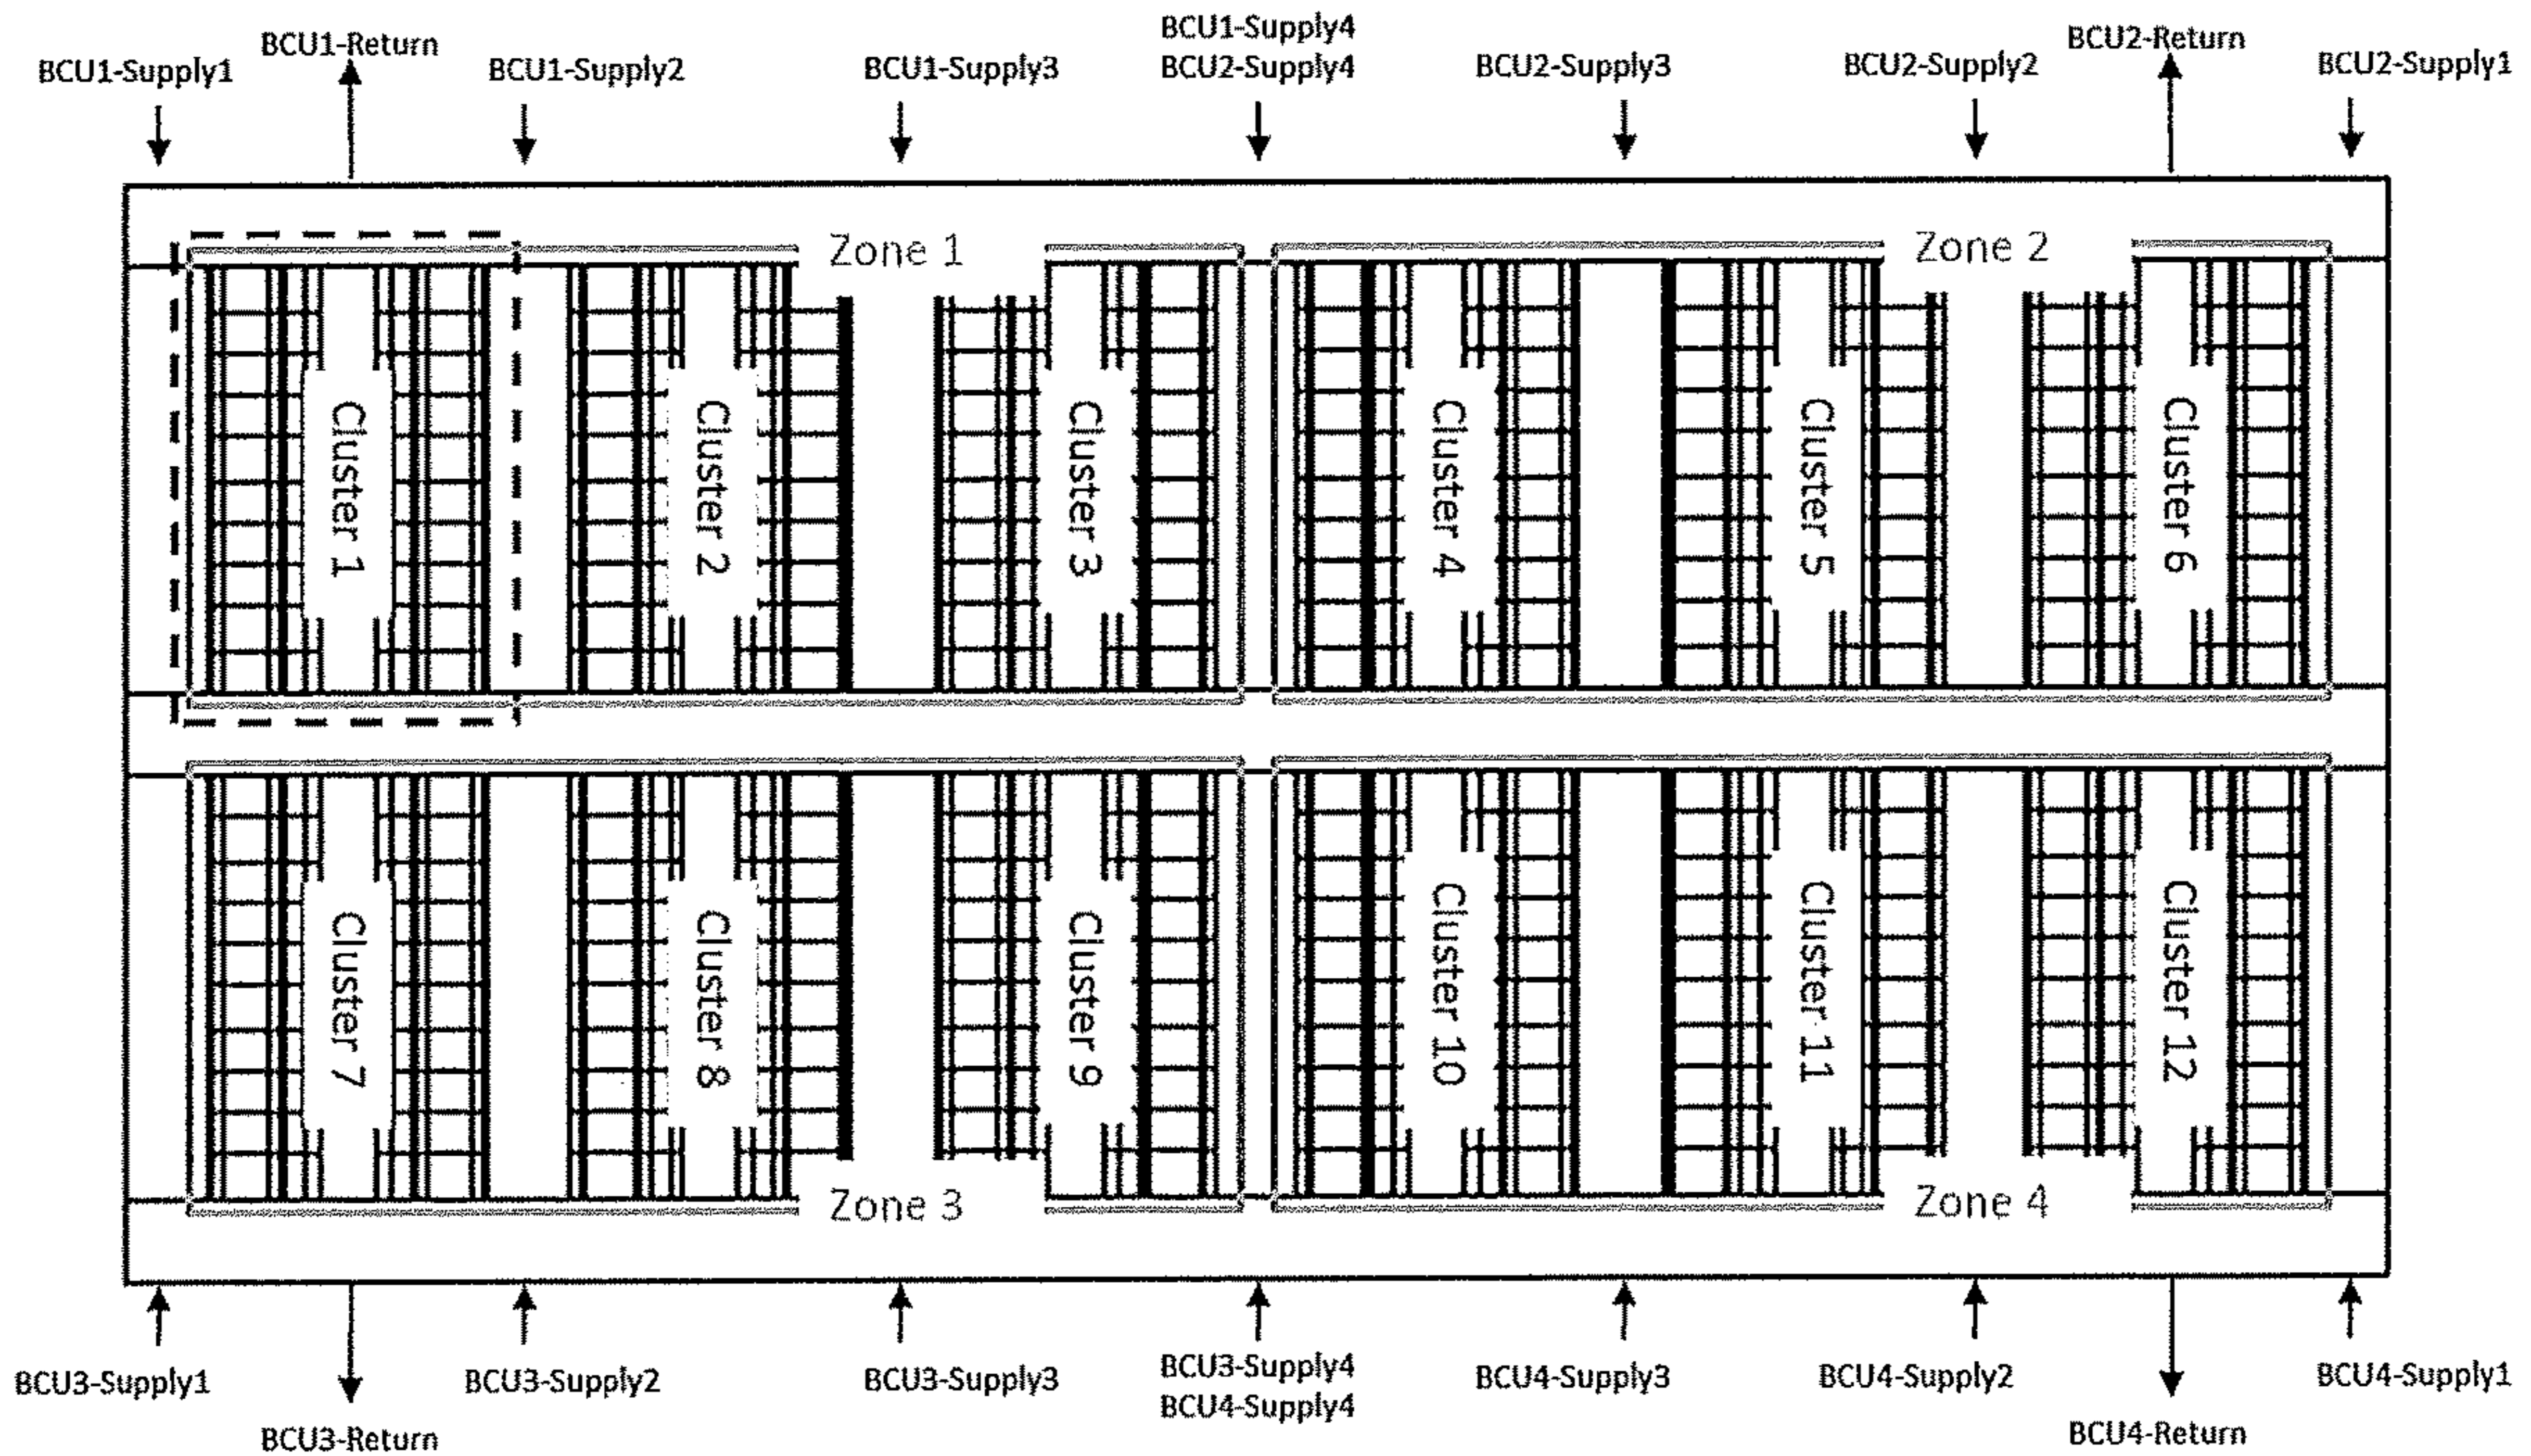 BCU1-Supply1
BCU1-Return
BCU1-Supply2
BCU1-Supply3
BCU1-Supply4
BCU2-Supply4
BCU2-Supply3
BCU2-Supply2
BCU2-Return
BCU2-Supply1
Zone 1
Zone 2
Cluster 1
Cluster 2
Cluster 3
Cluster 4
Cluster 5
Cluster 6
Cluster 7
Cluster 8
Cluster 9
Cluster 10
Cluster 11
Cluster 12
Zone 3
Zone 4
BCU3-Supply1
BCU3-Return
BCU3-Supply2
BCU3-Supply3
BCU3-Supply4
BCU4-Supply4
BCU4-Supply3
BCU4-Supply2
BCU4-Return
BCU4-Supply1